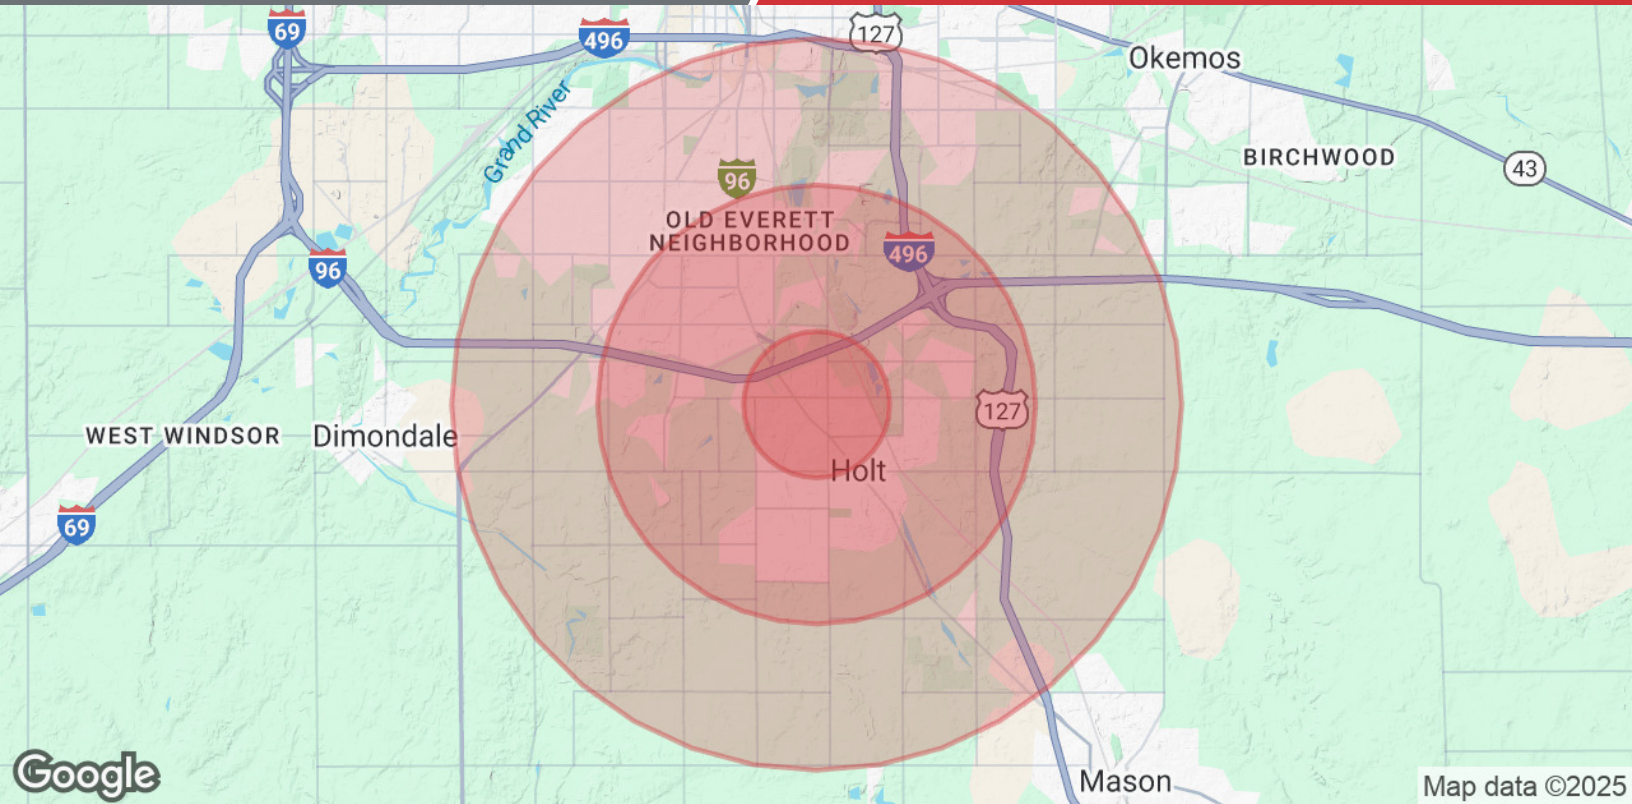 69
496
127
Okemos
Grand River
BIRCHWOOD
43
96
OLD EVERETT
NEIGHBORHOOD
496
96
127
WEST WINDSOR
Dimondale
Holt
69
Mason
Google
Map data ©2025